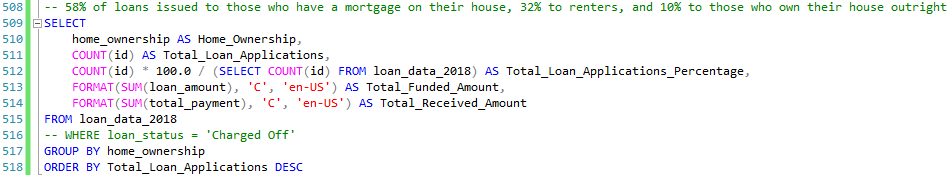 508 -- 58% of loans issued to those who have a mortgage on their house, 32% to renters, and 10% to those who own their house outright
509 SELECT
510 home_ownership AS Home_Ownership,
511 COUNT(id) AS Total_Loan_Applications,
512 COUNT(id) * 100.0 / (SELECT COUNT(id) FROM loan_data_2018) AS Total_Loan_Applications_Percentage,
513 FORMAT(SUM(loan_amount), 'C', 'en-US') AS Total_Funded_Amount,
514 FORMAT(SUM(total_payment), 'C', 'en-US') AS Total_Received_Amount
515 FROM loan_data_2018
516 -- WHERE loan_status = 'Charged Off'
517 GROUP BY home_ownership
518 ORDER BY Total_Loan_Applications DESC